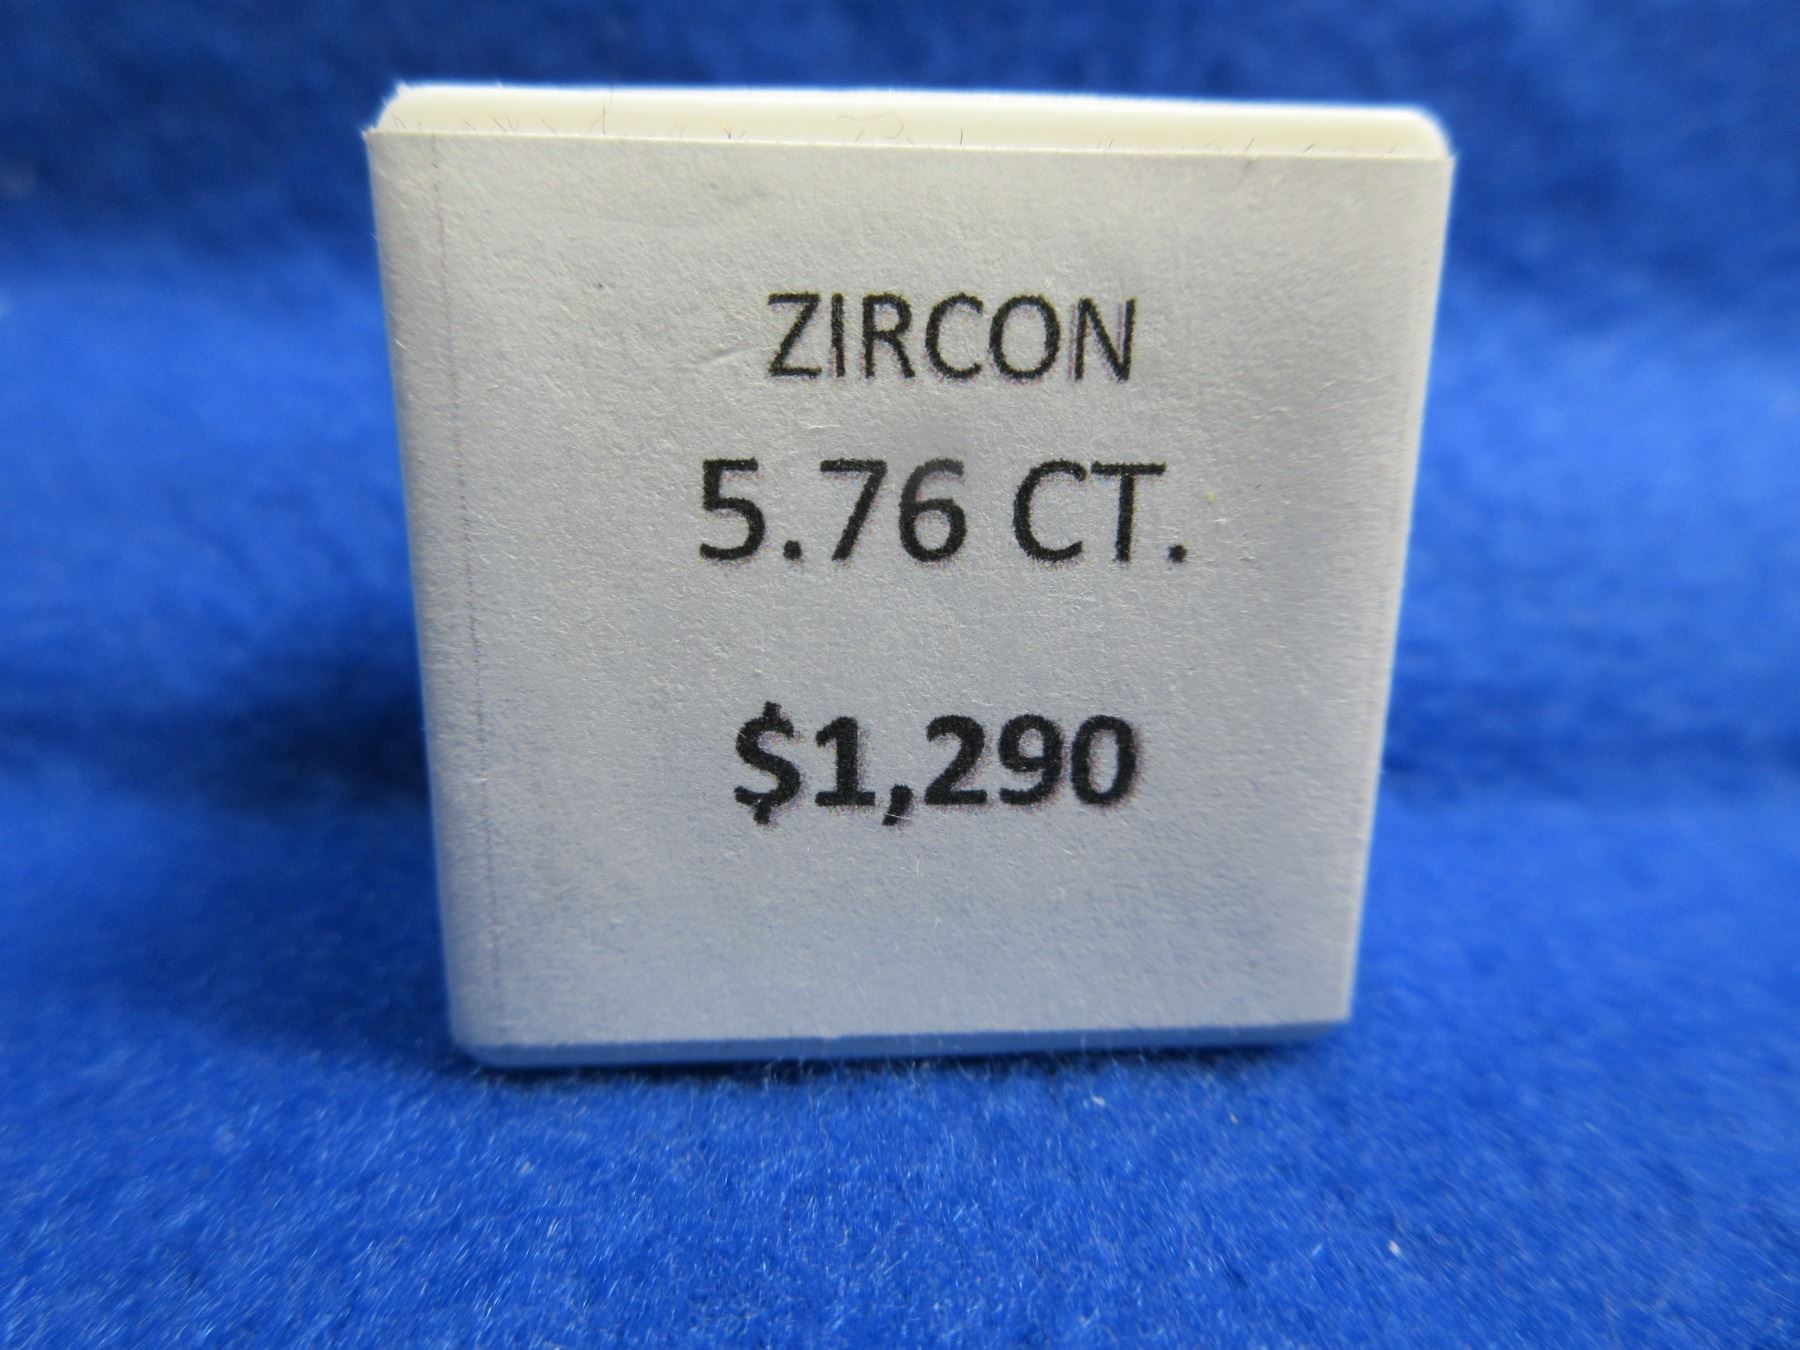 ZIRCON
5.76 CT.
$1,290